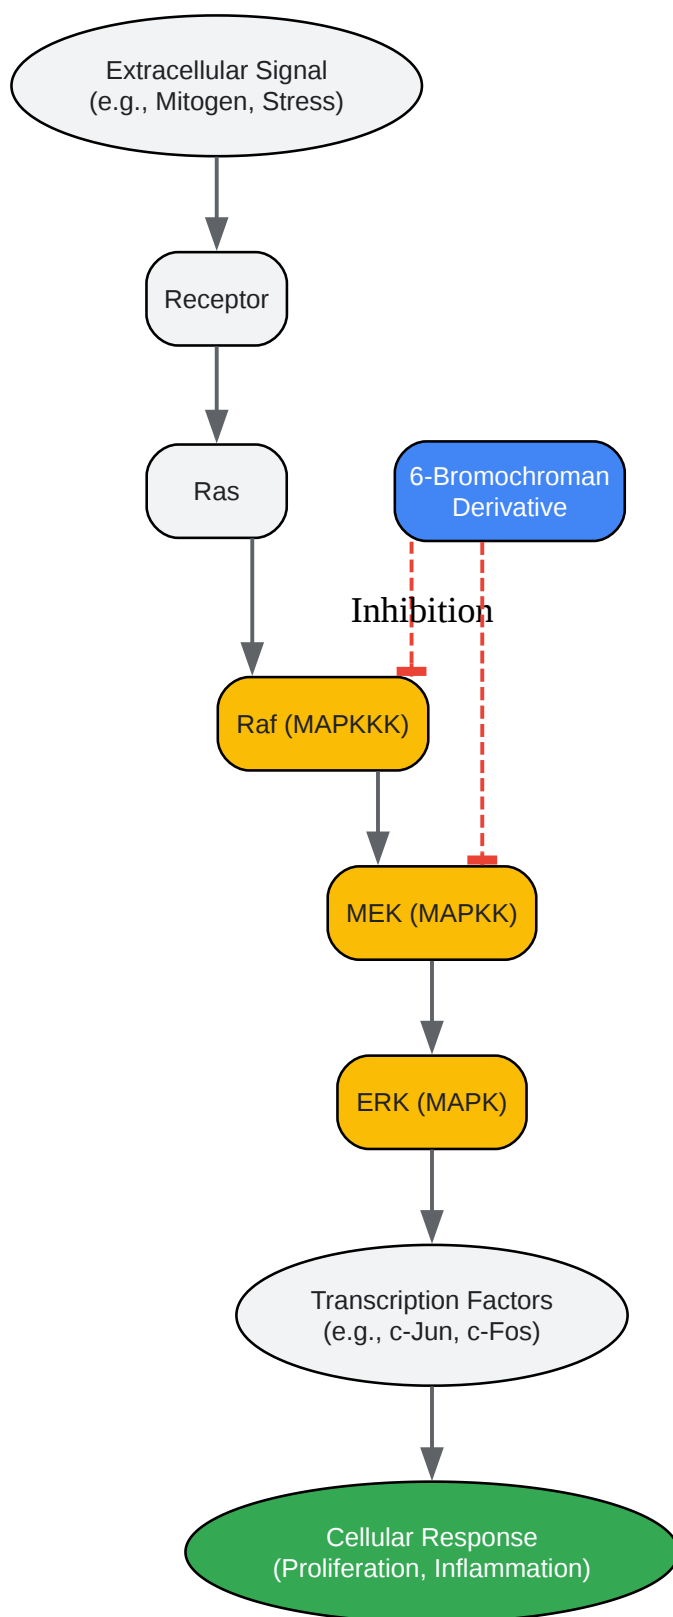 Extracellular Signal
(e.g., Mitogen, Stress)
Receptor
Ras
6-Bromochroman
Derivative
Inhibition
Raf (MAPKKK)
MEK (MAPKK)
ERK (MAPK)
Transcription Factors
(e.g., c-Jun, c-Fos)
Cellular Response
(Proliferation, Inflammation)